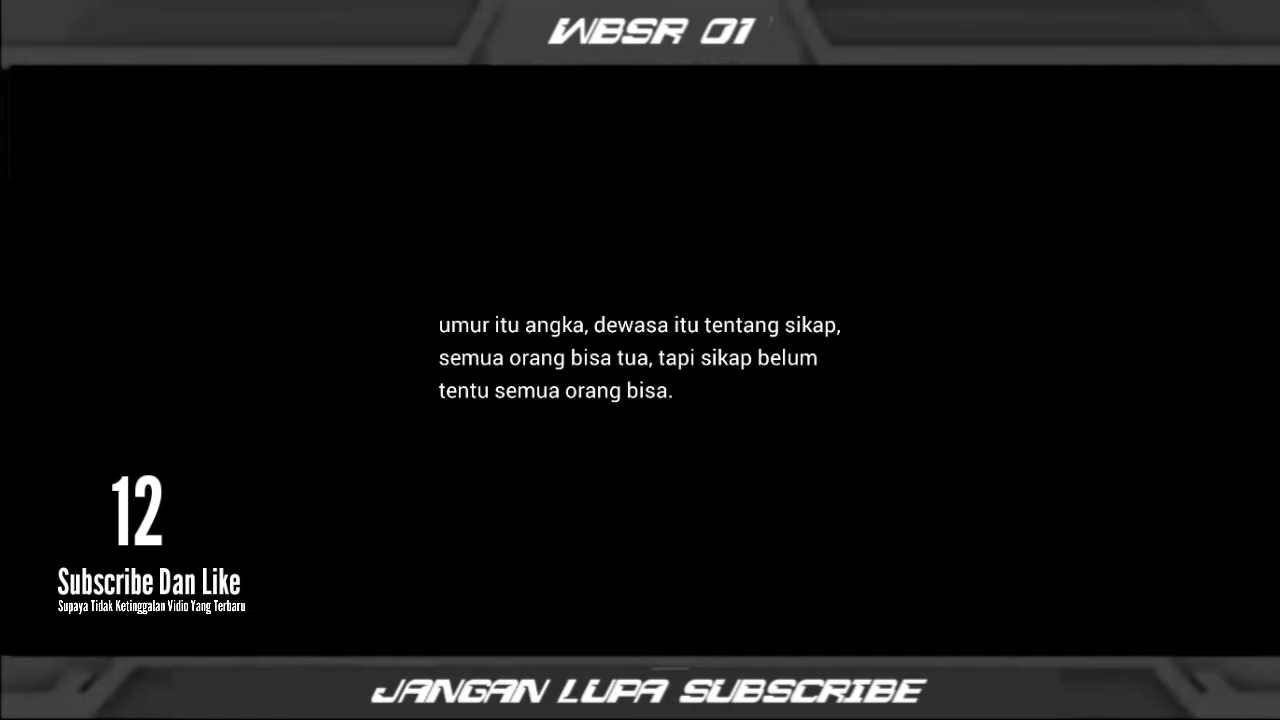 WBSR 01
umur itu angka, dewasa itu tentang sikap,
semua orang bisa tua, tapi sikap belum
tentu semua orang bisa.
12
Subscribe Dan Like
Supaya Tidak Ketinggalan Vidio Yang Terbaru
JANGAN LUPA SUBSCRIBE